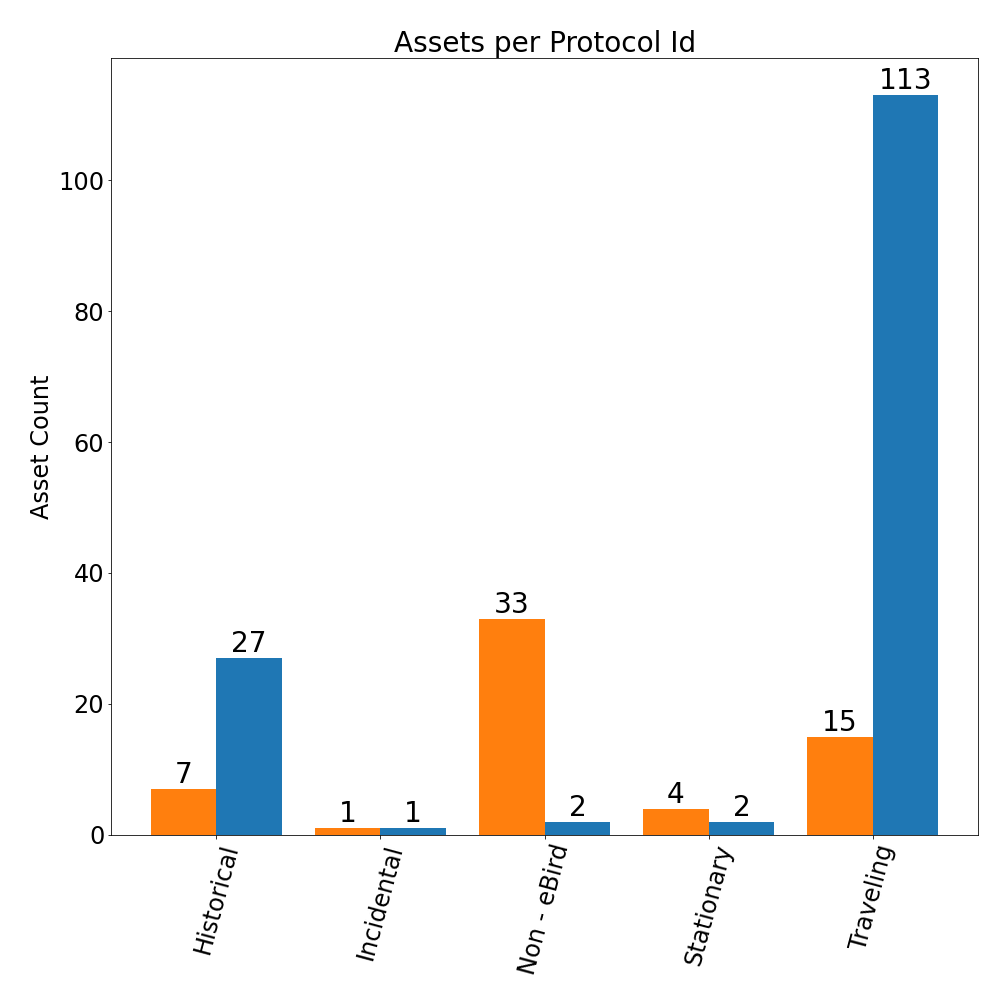 Assets per Protocol Id
Asset Count
100
80
60
40
20
0
7
27
1
1
33
2
4
2
15
113
Historical
Incidental
Non - eBird
Stationary
Traveling